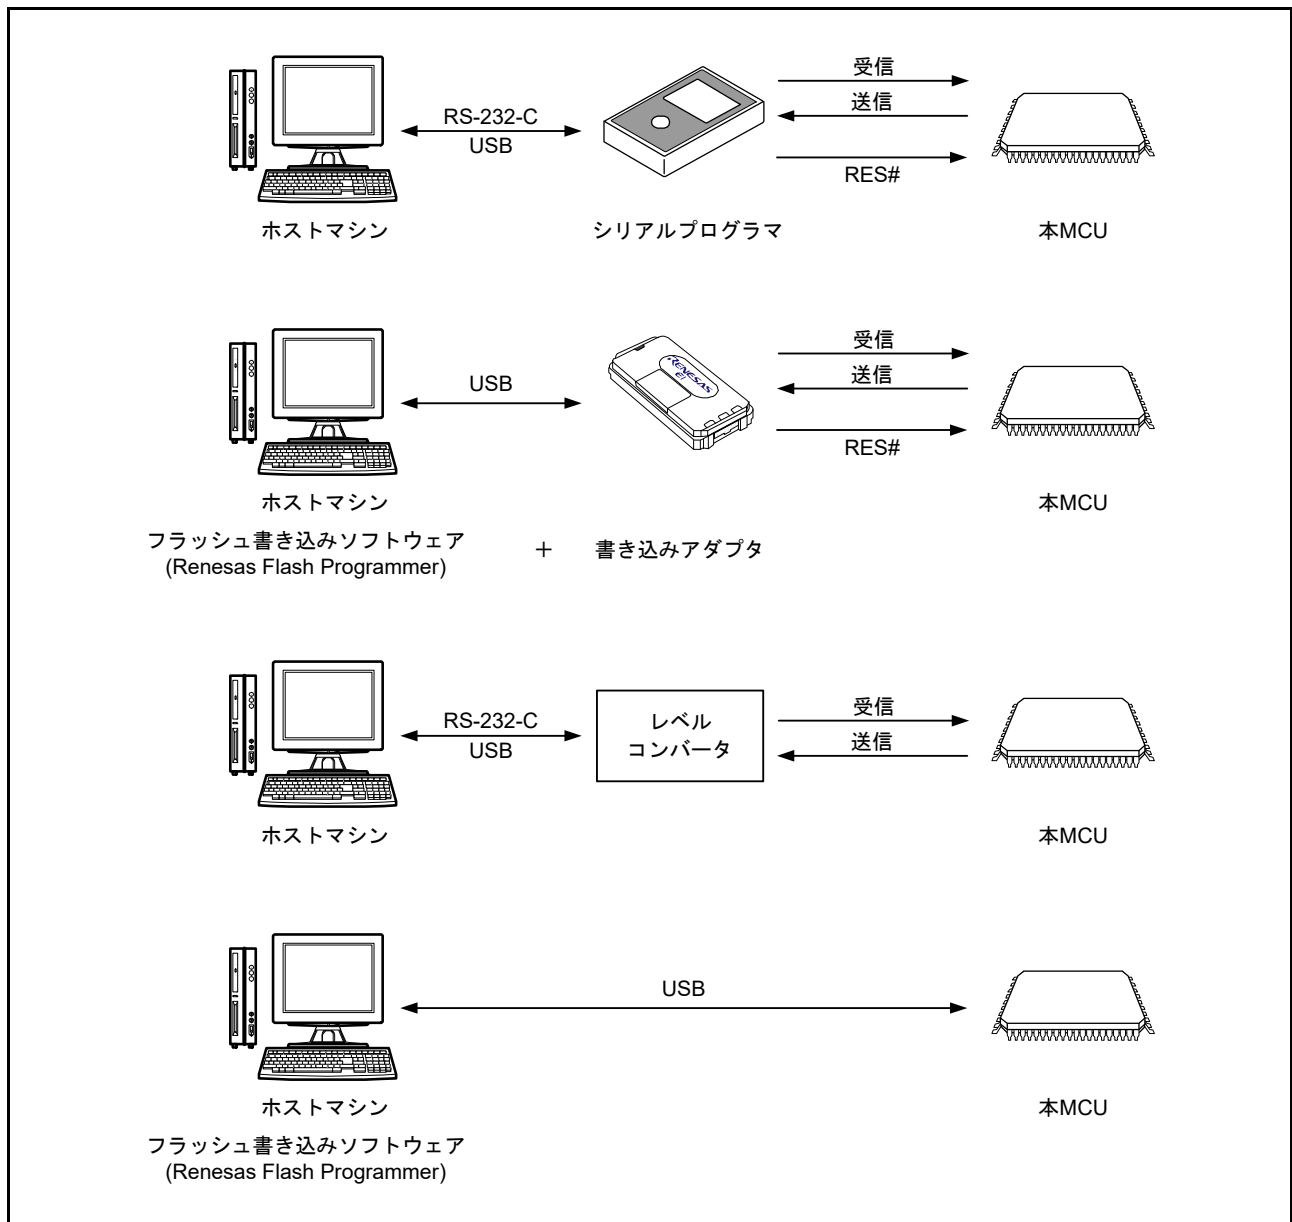 受信
RS-232-C
送信
USB
RES#
ホストマシン
シリアルプログラマ
本MCU
受信
USB
RENESAS
E1
送信
RES#
ホストマシン
本MCU
フラッシュ書き込みソフトウェア
(Renesas Flash Programmer)
+
書き込みアダプタ
RS-232-C
USB
レベル
コンバータ
受信
送信
ホストマシン
本MCU
USB
ホストマシン
本MCU
フラッシュ書き込みソフトウェア
(Renesas Flash Programmer)